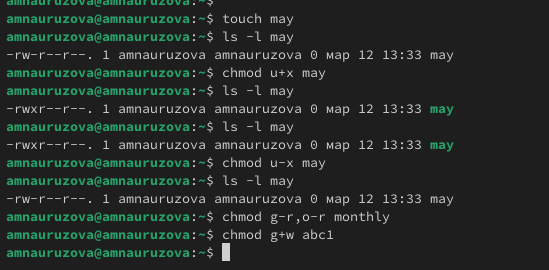 amnauruzova@amnauruzova:~$
amnauruzova@amnauruzova:~$ touch may
amnauruzova@amnauruzova:~$ ls -l may
-rw-r--r--. 1 amnauruzova amnauruzova 0 мар 12 13:33 may
amnauruzova@amnauruzova:~$ chmod u+x may
amnauruzova@amnauruzova:~$ ls -l may
-rwxr--r--. 1 amnauruzova amnauruzova 0 мар 12 13:33 may
amnauruzova@amnauruzova:~$ ls -l may
-rwxr--r--. 1 amnauruzova amnauruzova 0 мар 12 13:33 may
amnauruzova@amnauruzova:~$ chmod u-x may
amnauruzova@amnauruzova:~$ ls -l may
-rw-r--r--. 1 amnauruzova amnauruzova 0 мар 12 13:33 may
amnauruzova@amnauruzova:~$ chmod g-r,o-r monthly
amnauruzova@amnauruzova:~$ chmod g+w abc1
amnauruzova@amnauruzova:~$